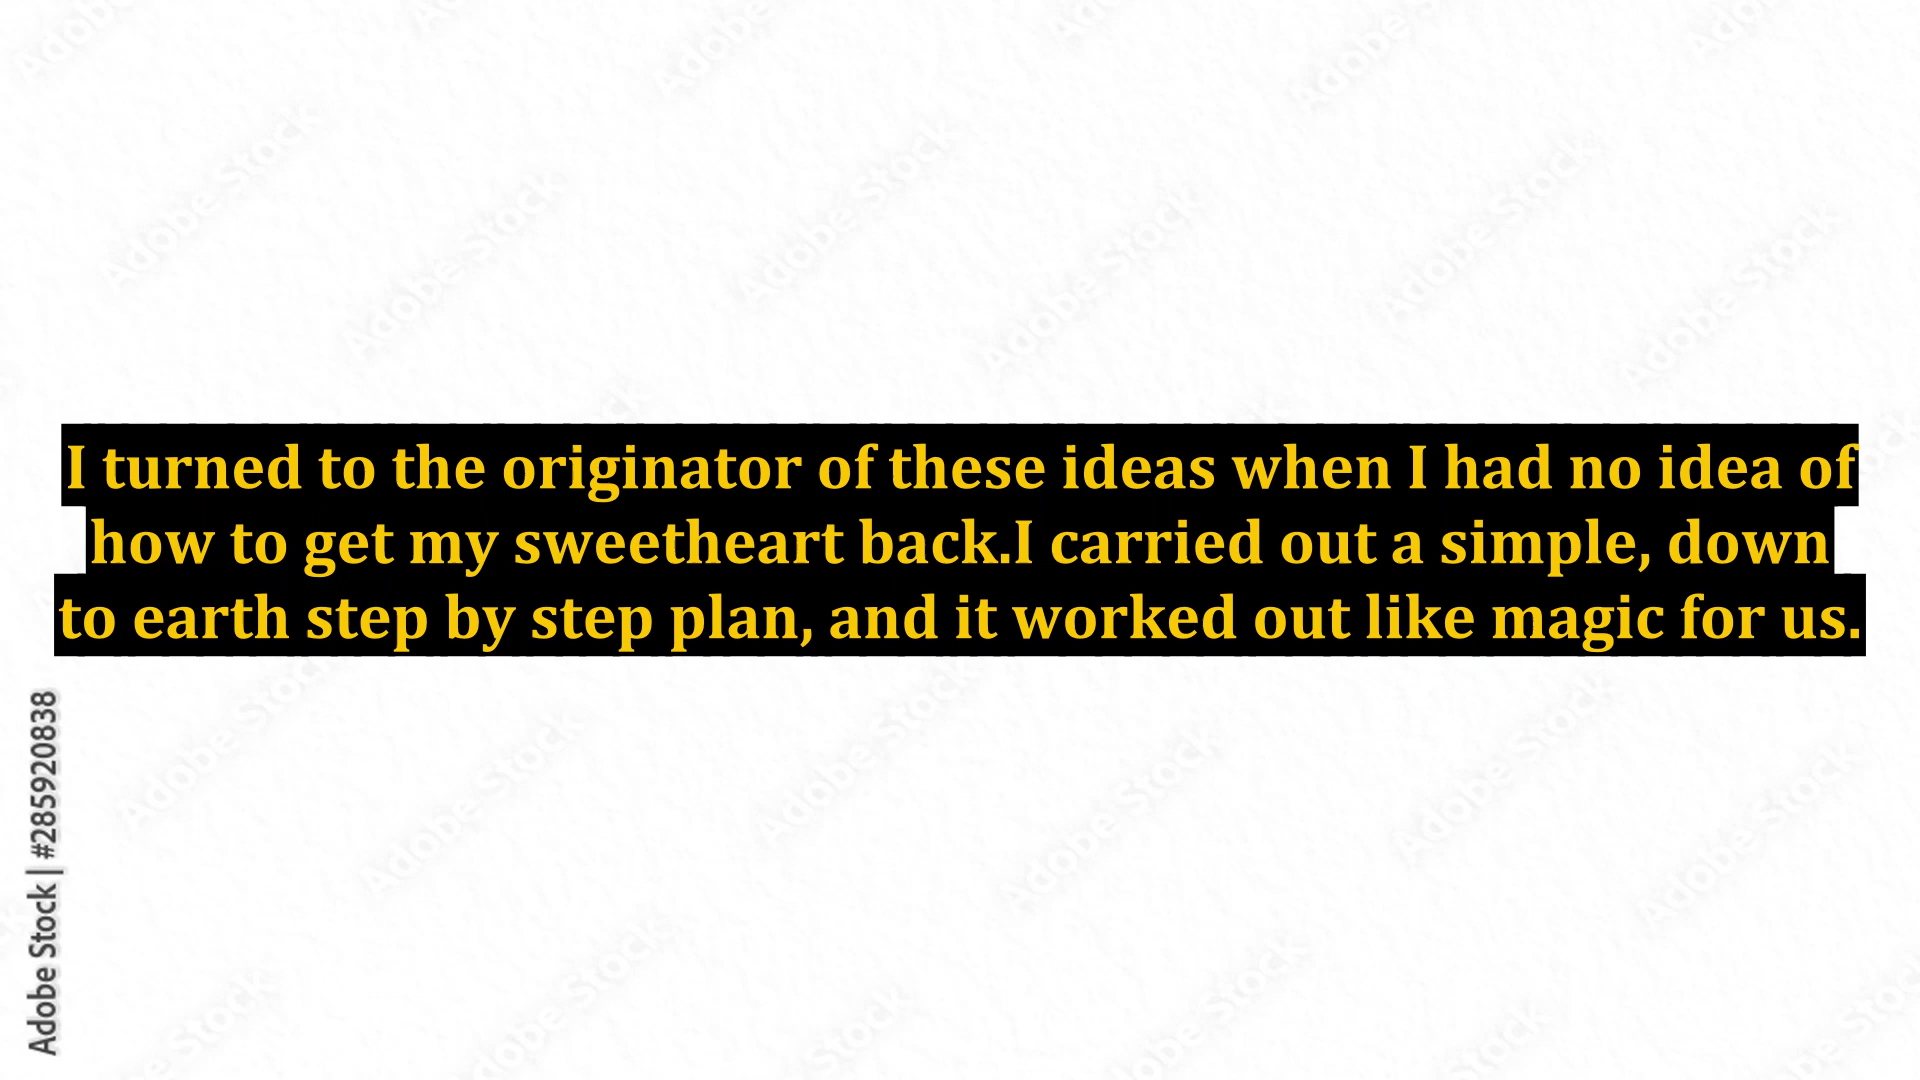 I turned to the originator of these ideas when I had no idea of
how to get my sweetheart back.I carried out a simple, down
to earth step by step plan, and it worked out like magic for us.
Adobe Stock | #285920838